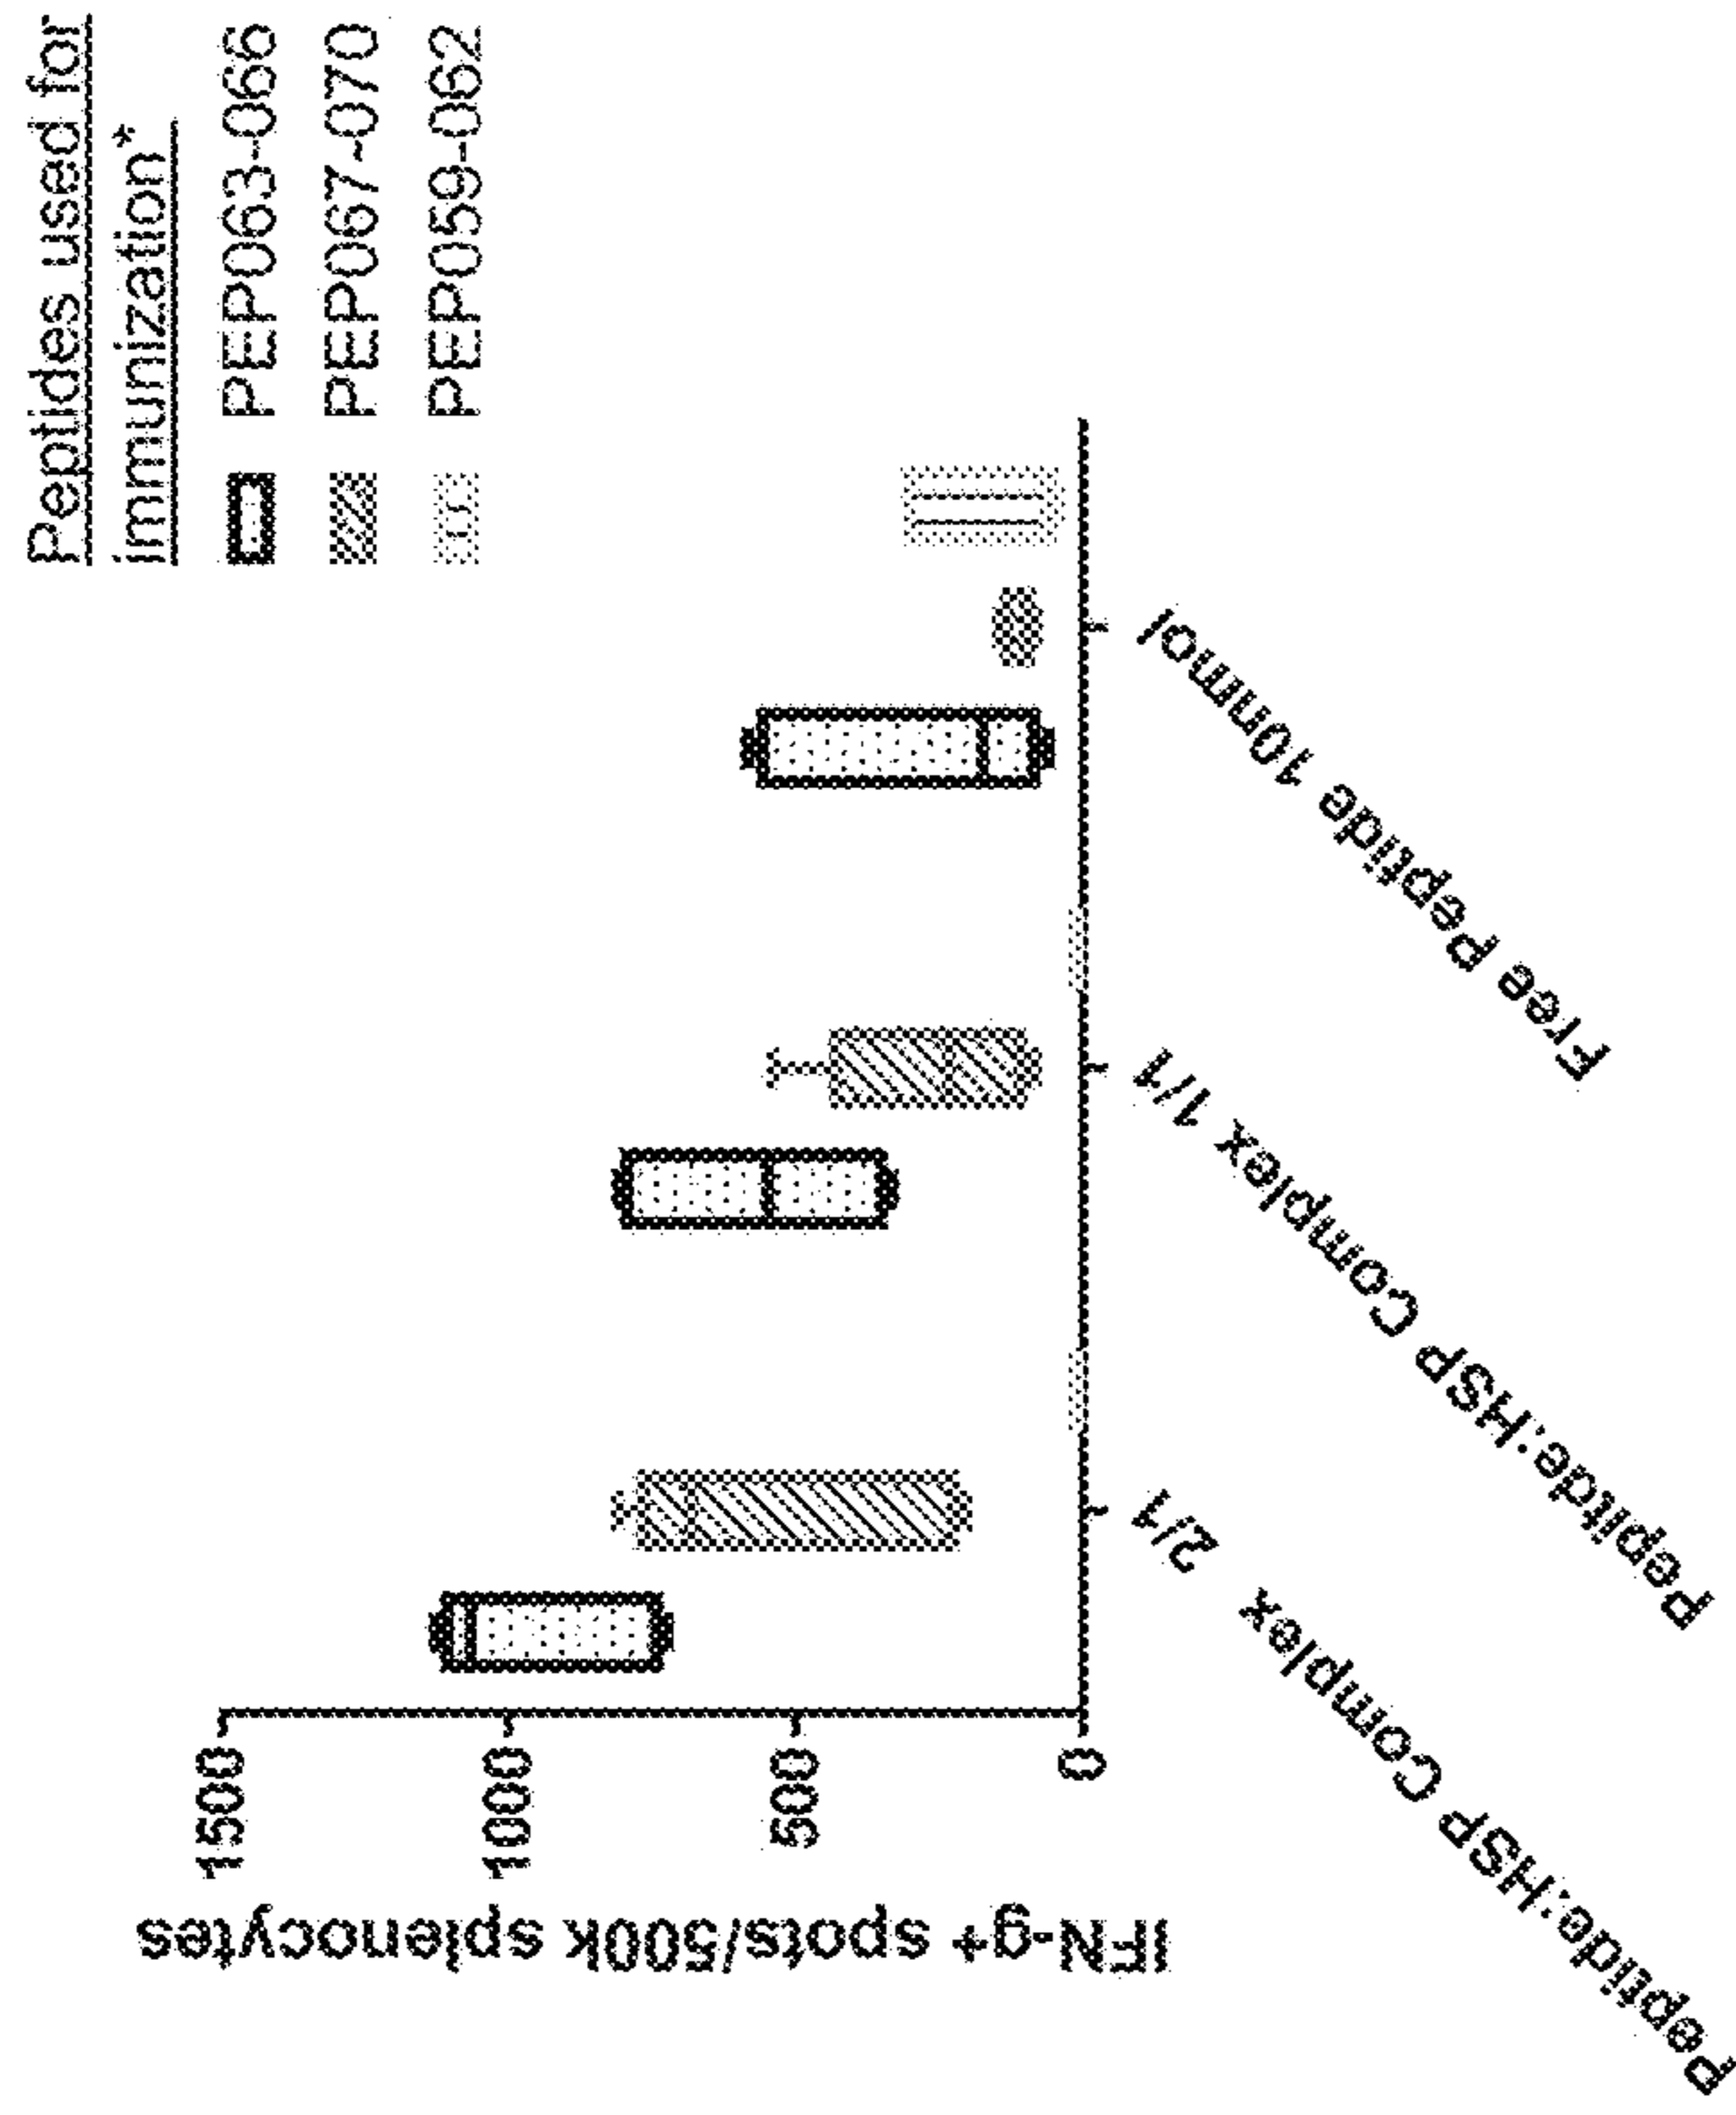 Peptides used for
immunization*
PEP063-066
PEP067-070
PEP059-062
IFN-g+ spots/500k splenocytes
1500
1000
500
0
Peptide:HSP Complex 2/1
Pepitde:HSP Complex 1/1
Free Peptide 10nmol